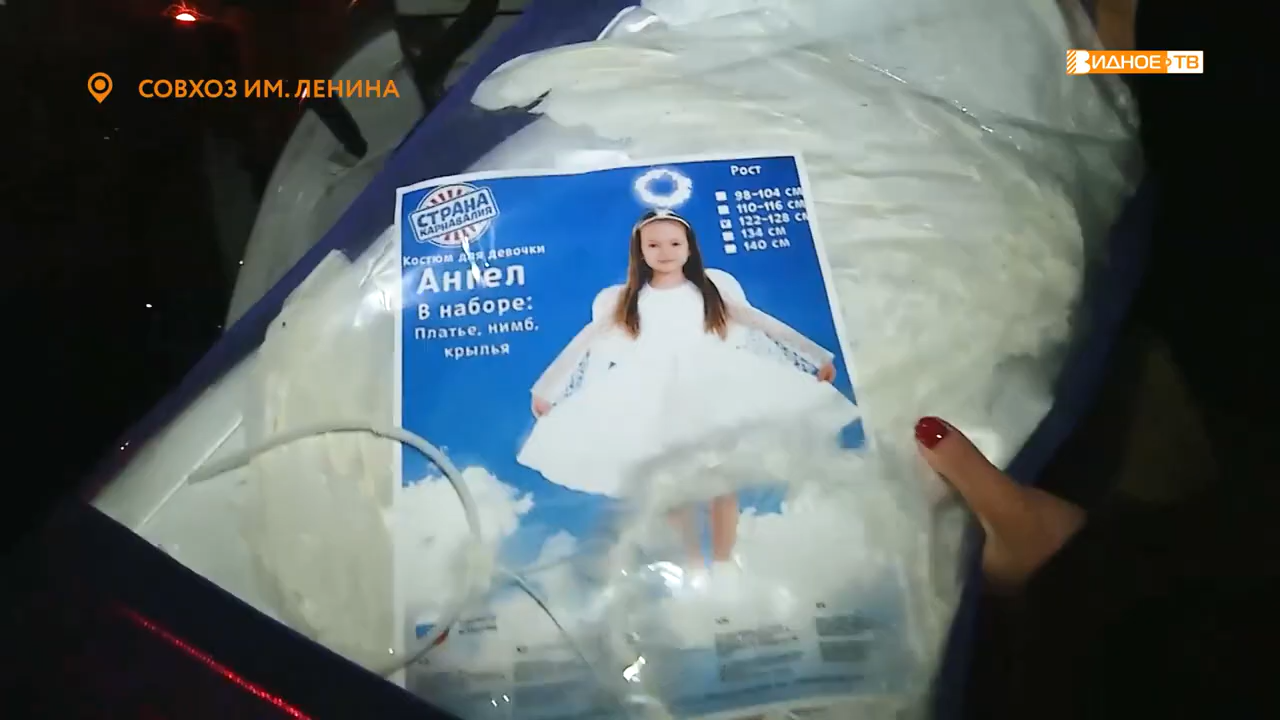 СОВХОЗ ИМ. ЛЕНИНА
ВИДНОЕ ТВ
СТРАНА
КАРНАВАЛИЯ
Костюм для девочки
Ангел
В наборе:
Платье, нимб,
крылья
Рост
98-104 см
110-116 см
122-128 см
134 см
140 см